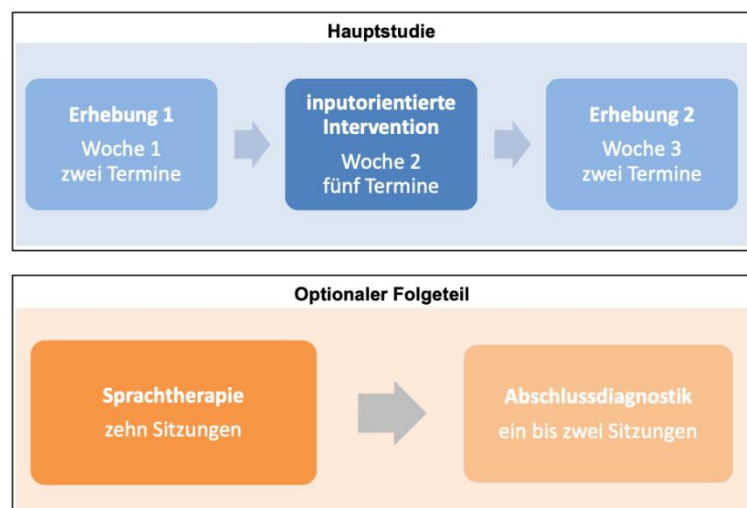 Hauptstudie
Erhebung 1
Woche 1
zwei Termine
inputorientierte
Intervention
Woche 2
fünf Termine
Erhebung 2
Woche 3
zwei Termine
Optionaler Folgeteil
Sprachtherapie
zehn Sitzungen
Abschlussdiagnostik
ein bis zwei Sitzungen